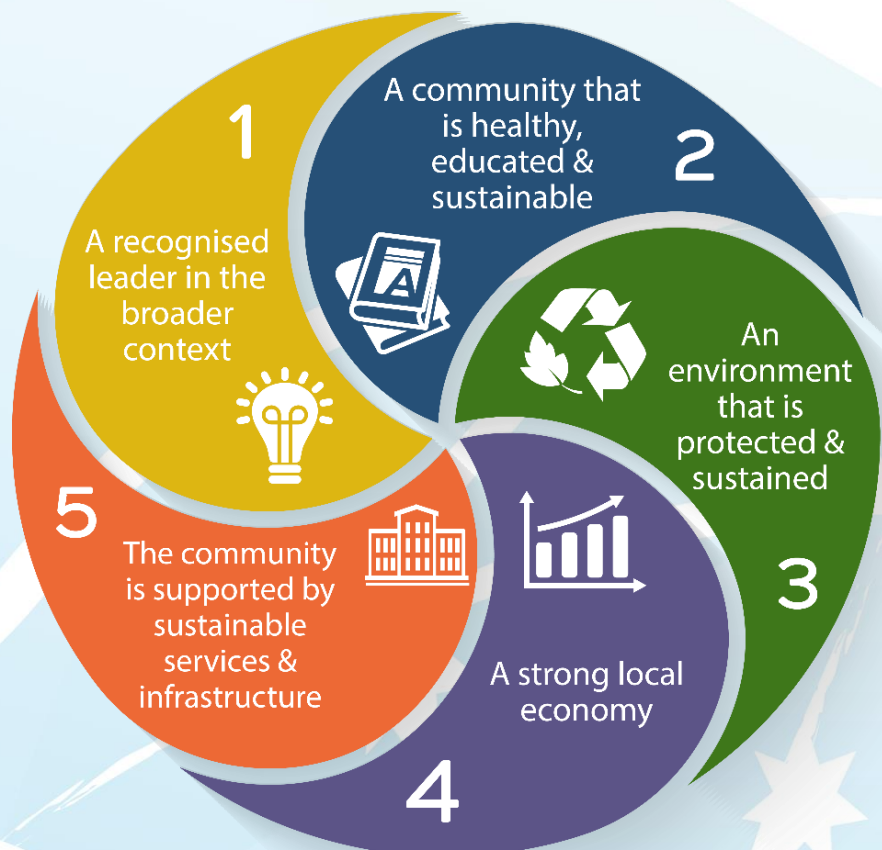 1
A recognised
leader in the
broader
context
A community that
is healthy,
educated &
sustainable
2
A
An
environment
that is
protected &
sustained
3
A strong local
economy
4
5
The community
is supported by
sustainable
services &
infrastructure